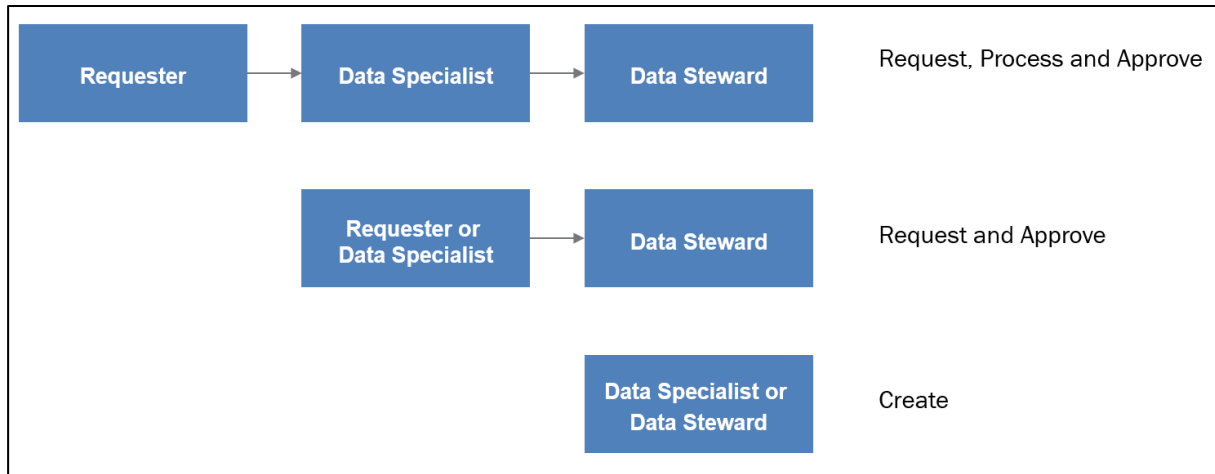 Requester
Data Specialist
Data Steward
Request, Process and Approve
Requester or
Data Specialist
Data Steward
Request and Approve
Data Specialist or
Data Steward
Create